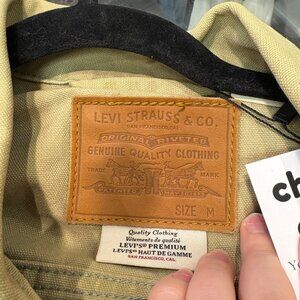 LEVI STRAUSS & CO.
SAN FRANCISCO, CAL.
ORIGINAL RIVETED
GENUINE QUALITY CLOTHING
TRADE MARK
SIZE M
Quality Clothing
Vêtements de qualité
LEVI'S® PREMIUM
LEVI'S® HAUT DE GAMME
SAN FRANCISCO, CAL.
ch